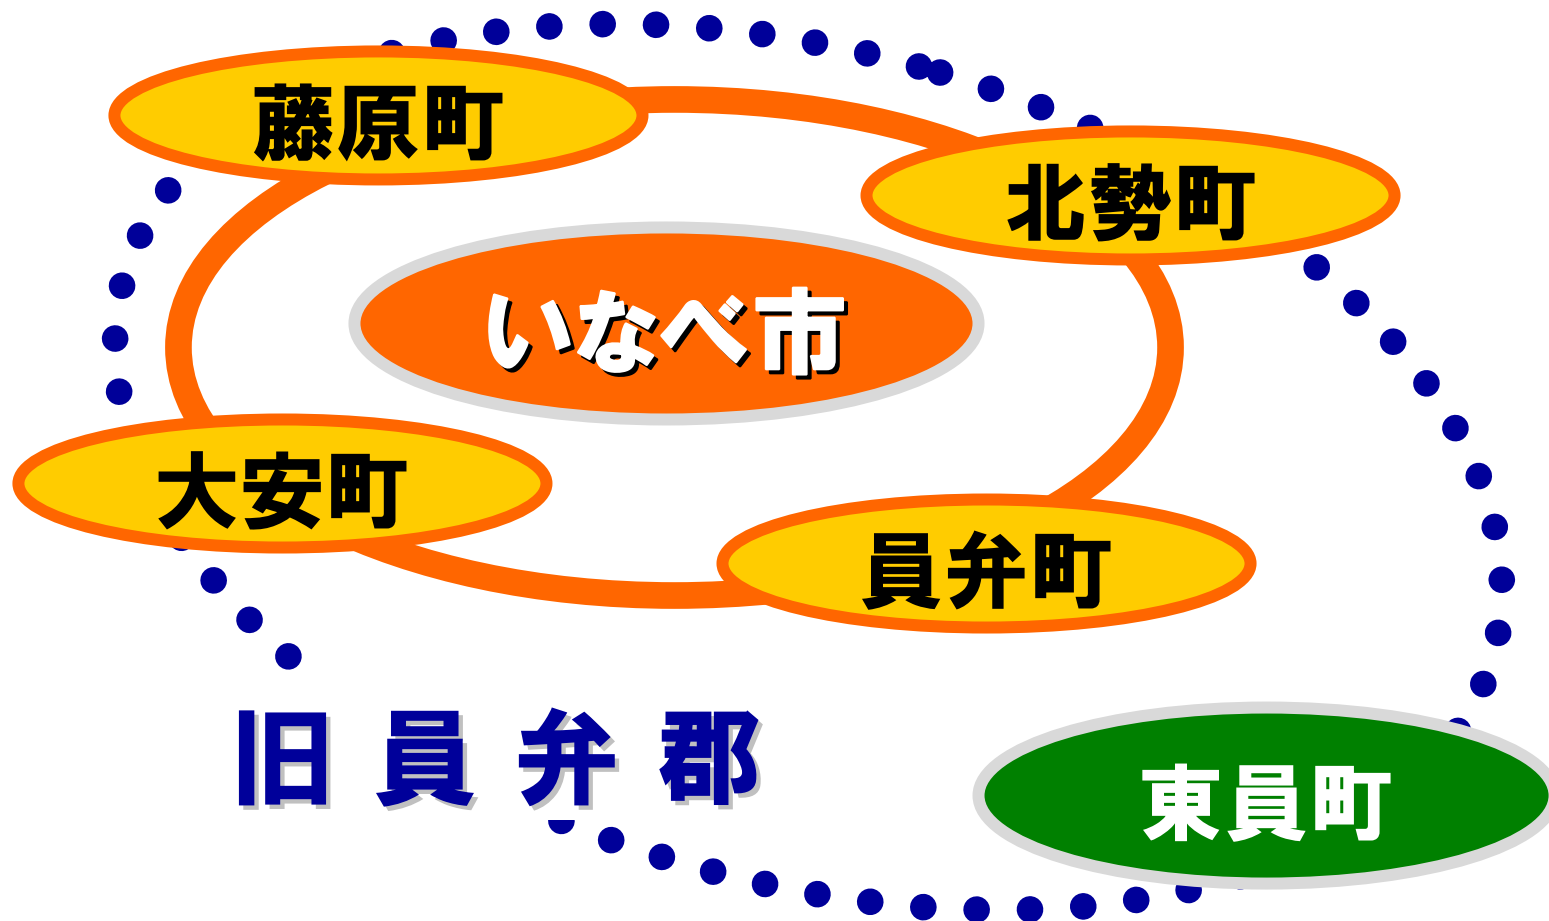 藤原町
北勢町
いなべ市
大安町
員弁町
旧員弁郡
東員町